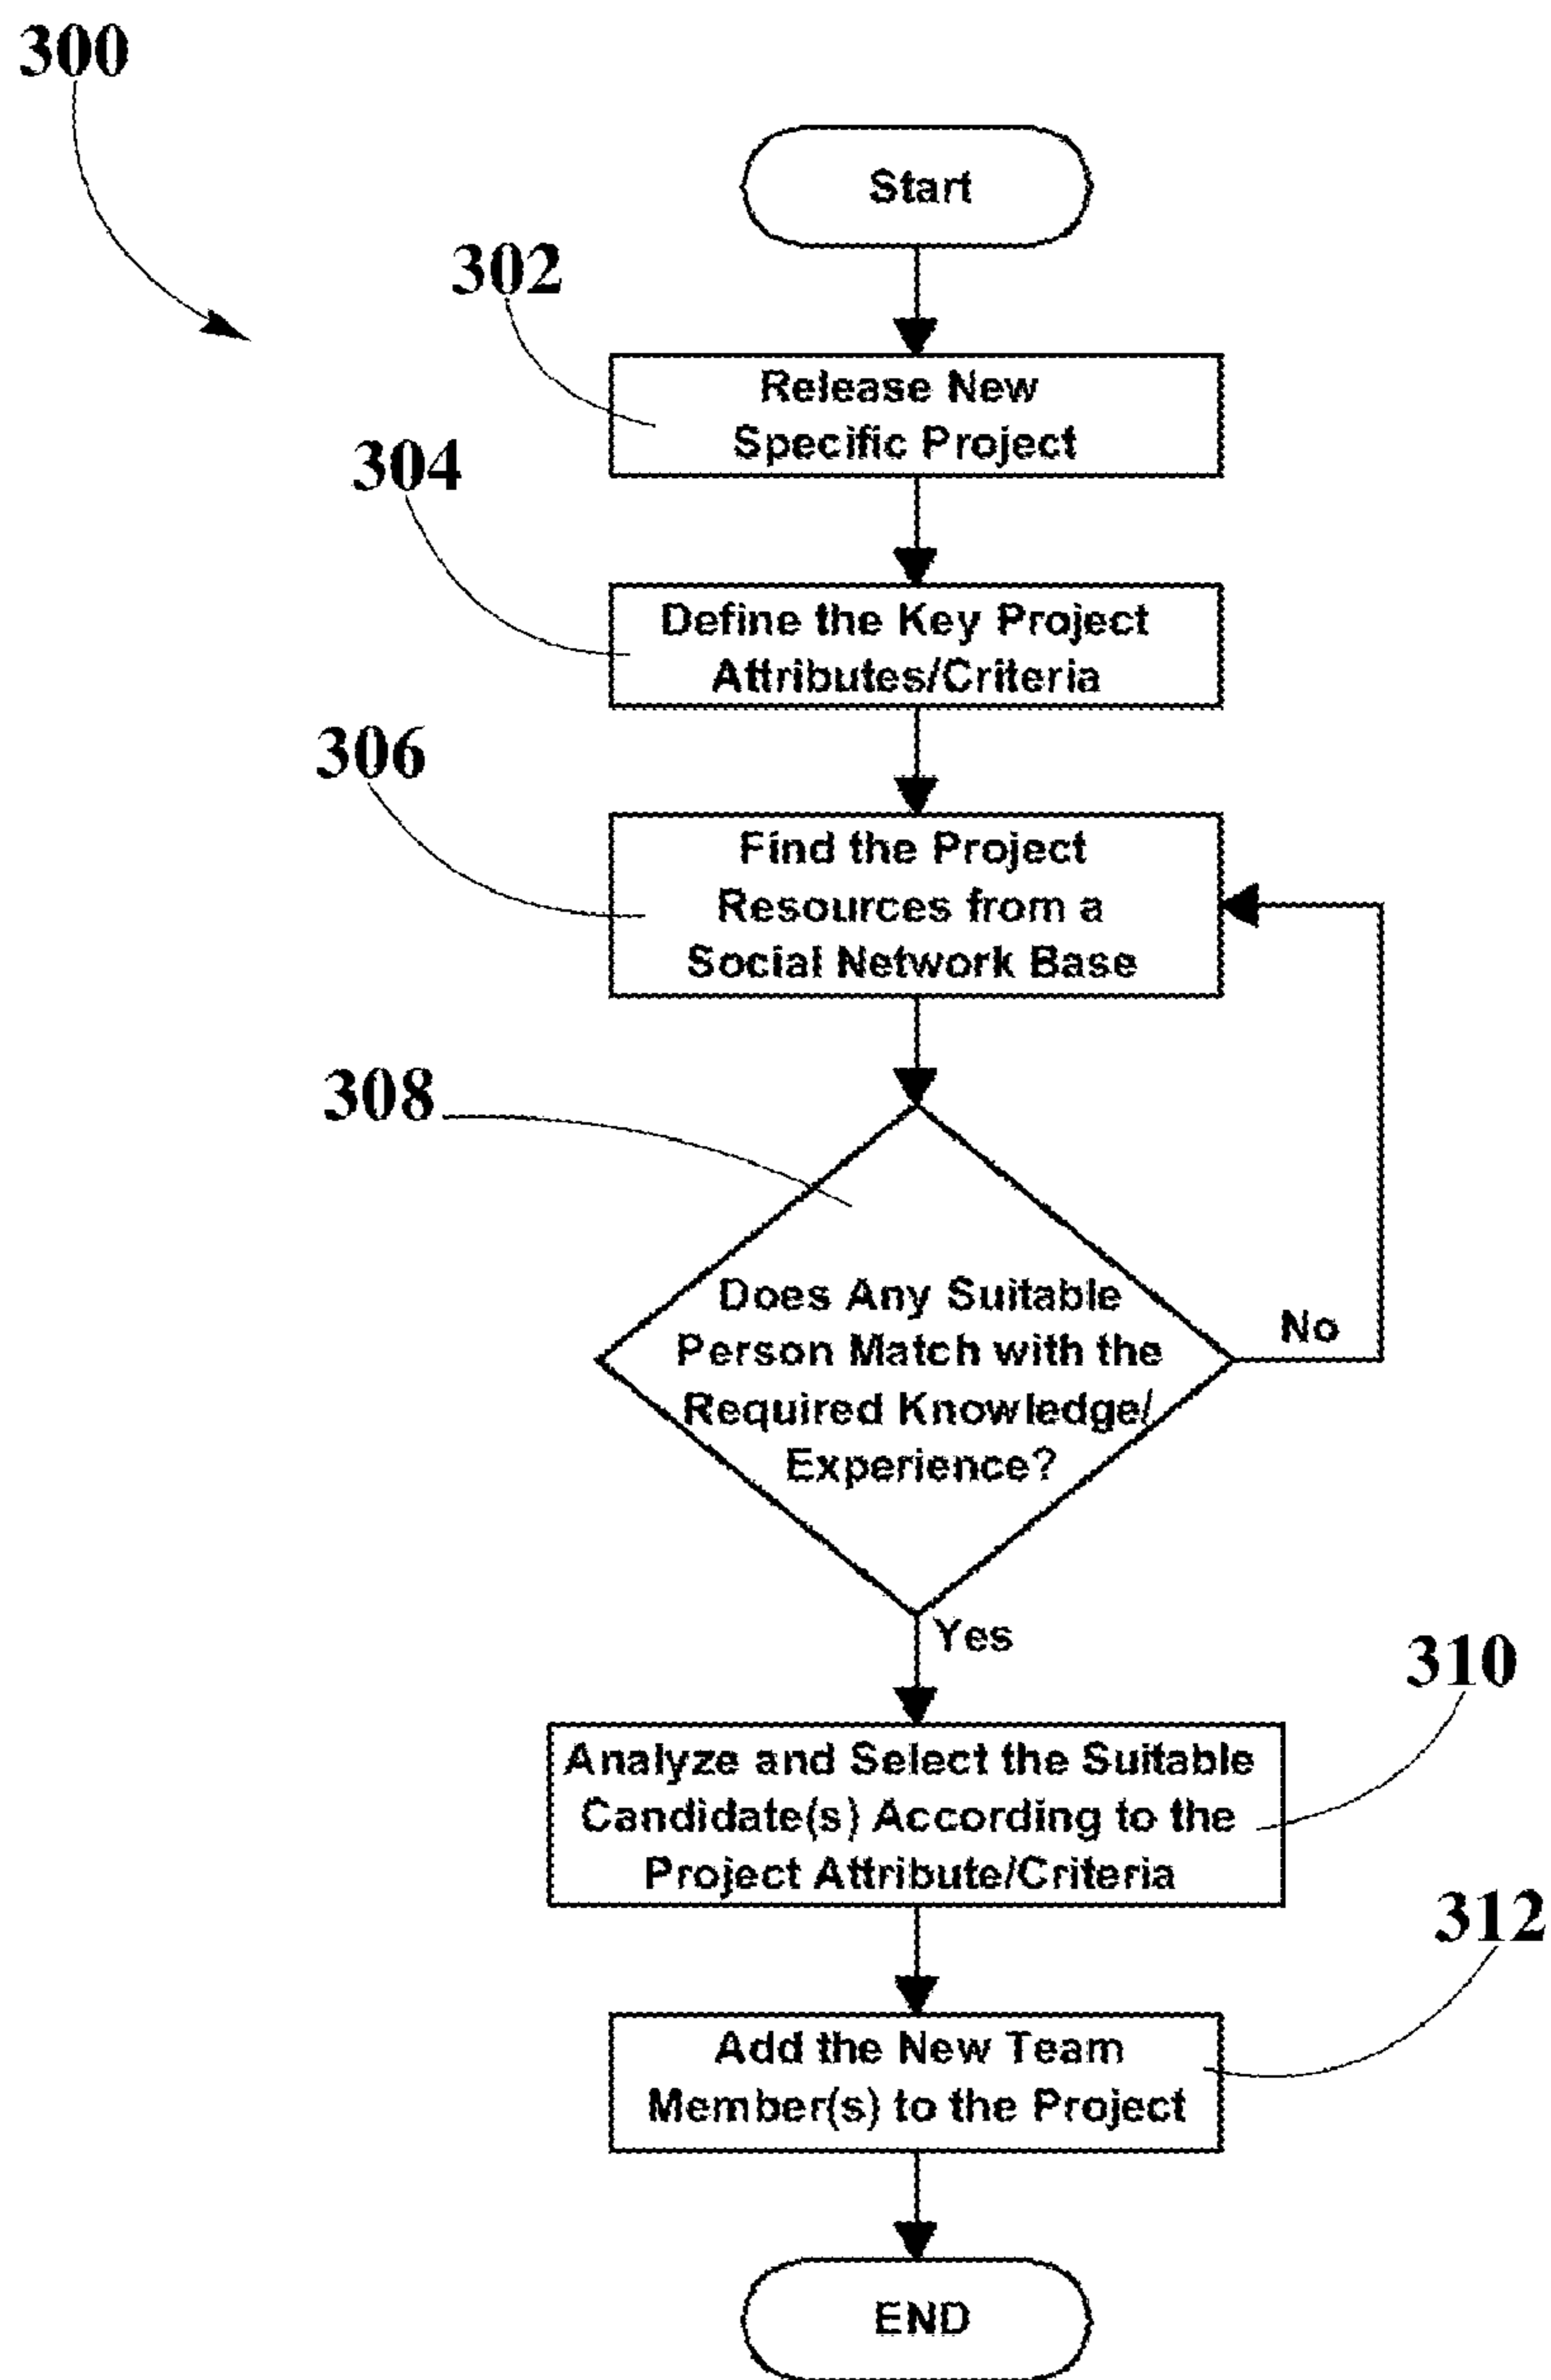 300
Start
302
Release New
Specific Project
304
Define the Key Project
Attributes/Criteria
306
Find the Project
Resources from a
Social Network Base
308
Does Any Suitable
Person Match with the
Required Knowledge/
Experience?
No
Yes
310
Analyze and Select the Suitable
Candidate(s) According to the
Project Attribute/Criteria
312
Add the New Team
Member(s) to the Project
END